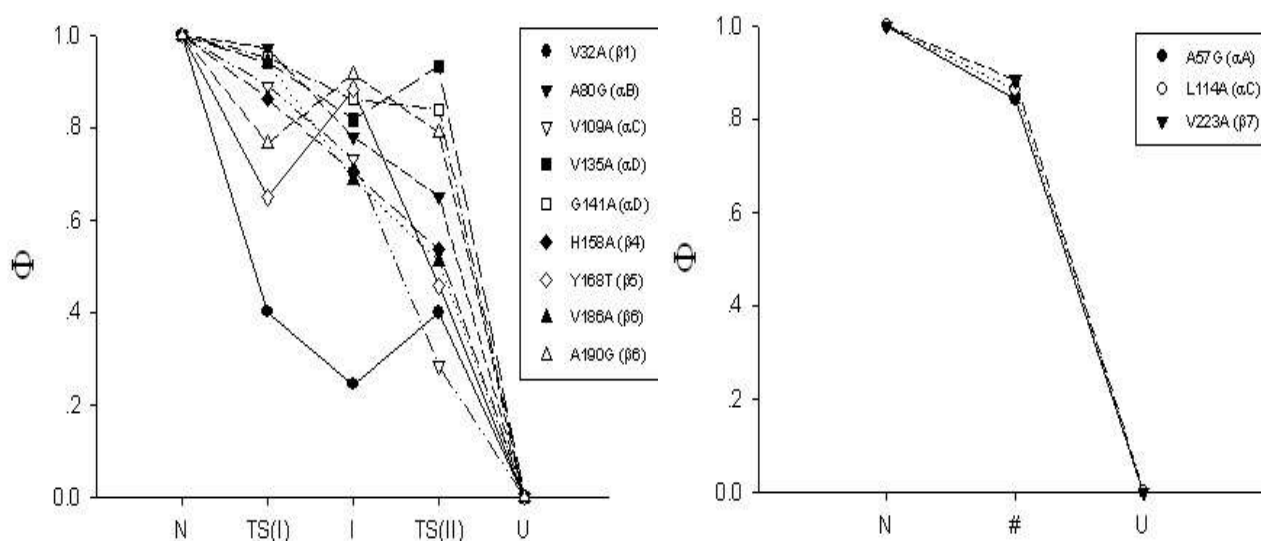 1.0
.8
.6
.4
.2
0.0
Φ
N TS(I) I TS(II) U
V32A (β1)
A80G (αB)
V109A (αC)
V135A (αD)
G141A (αD)
H158A (β4)
Y168T (β5)
V186A (β6)
A190G (β6)
1.0
.8
.6
.4
.2
0.0
Φ
N # U
A57G (αA)
L114A (αC)
V223A (β7)